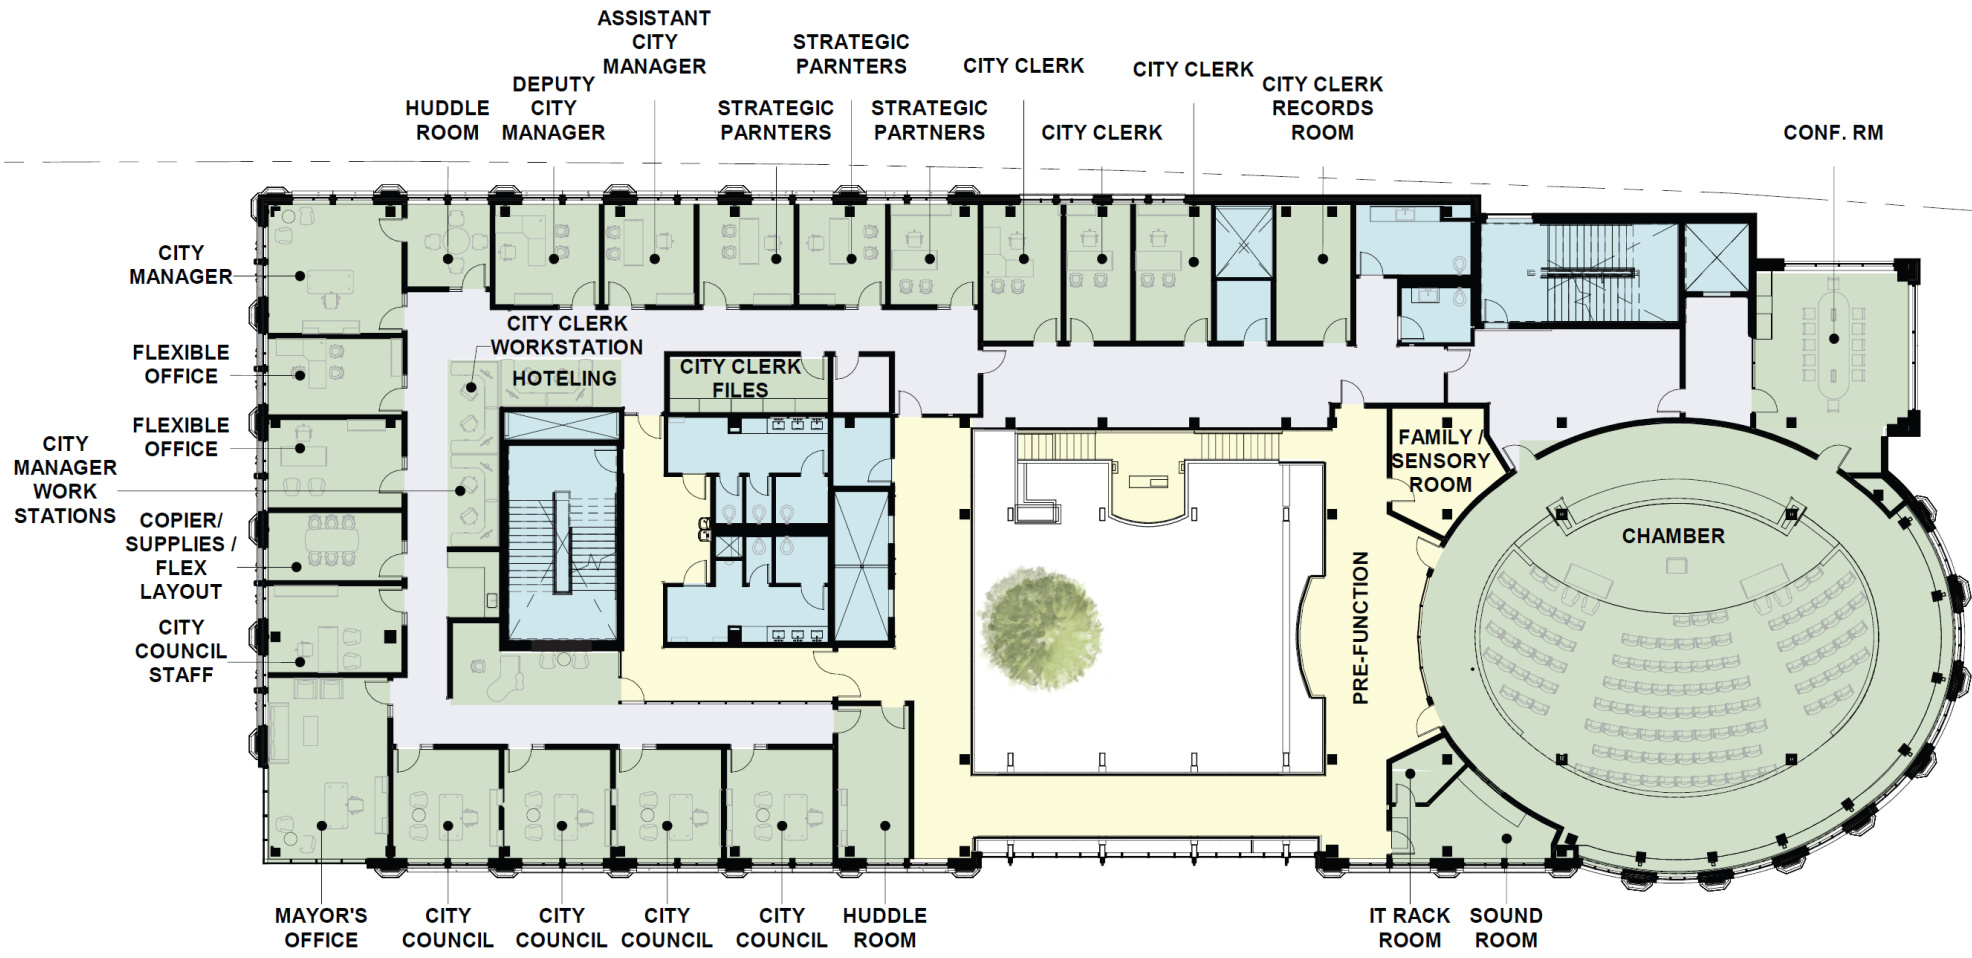 ASSISTANT
CITY
MANAGER
STRATEGIC
PARNTERS
CITY CLERK
CITY CLERK
DEPUTY
CITY
MANAGER
CITY CLERK
RECORDS
ROOM
HUDDLE
ROOM
STRATEGIC
PARNTERS
STRATEGIC
PARTNERS
CITY CLERK
CONF. RM
CITY
MANAGER
CITY CLERK
WORKSTATION
FLEXIBLE
OFFICE
HOTELING
CITY CLERK
FILES
FLEXIBLE
OFFICE
FAMILY /
SENSORY
ROOM
CITY
MANAGER
WORK
STATIONS
COPIER/
SUPPLIES /
FLEX
LAYOUT
CHAMBER
PRE-FUNCTION
CITY
COUNCIL
STAFF
MAYOR'S
OFFICE
CITY
COUNCIL
CITY
COUNCIL
CITY
COUNCIL
CITY
COUNCIL
HUDDLE
ROOM
IT RACK
ROOM
SOUND
ROOM